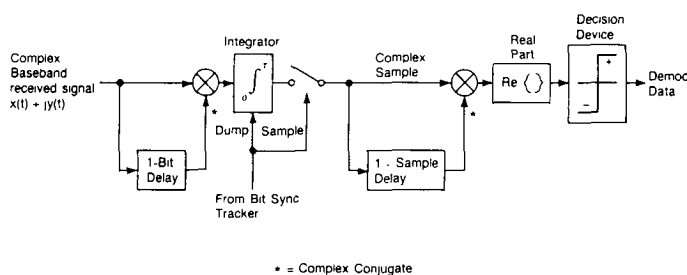 Decision
Device
Integrator
Real
Part
Complex
Baseband
received signal
x(t) + jy(t)
Complex
Sample
∫
τ
o
Re { }
+
−
Democ
Data
*
*
Dump
Sample
1-Bit
Delay
1 - Sample
Delay
From Bit Sync
Tracker
* = Complex Conjugate